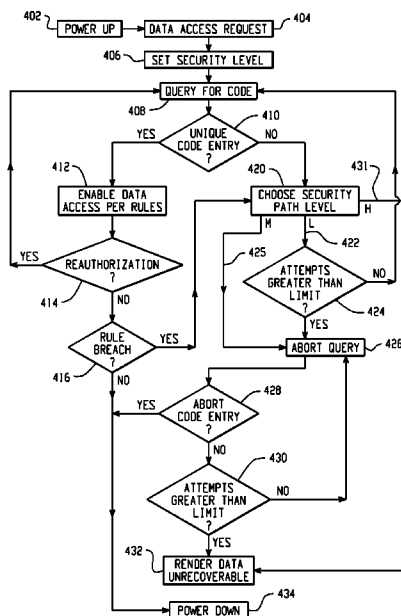 402
POWER UP
DATA ACCESS REQUEST
404
406
SET SECURITY LEVEL
QUERY FOR CODE
408
410
YES
UNIQUE
CODE ENTRY
?
NO
412
ENABLE DATA
ACCESS PER RULES
420
CHOOSE SECURITY
PATH LEVEL
431
H
M
L
422
YES
REAUTHORIZATION
?
414
NO
425
ATTEMPTS
GREATER THAN
LIMIT
?
NO
424
YES
RULE
BREACH
?
YES
416
NO
ABORT QUERY
426
YES
ABORT
CODE ENTRY
?
428
NO
430
ATTEMPTS
GREATER THAN
LIMIT
?
NO
YES
432
RENDER DATA
UNRECOVERABLE
POWER DOWN
434